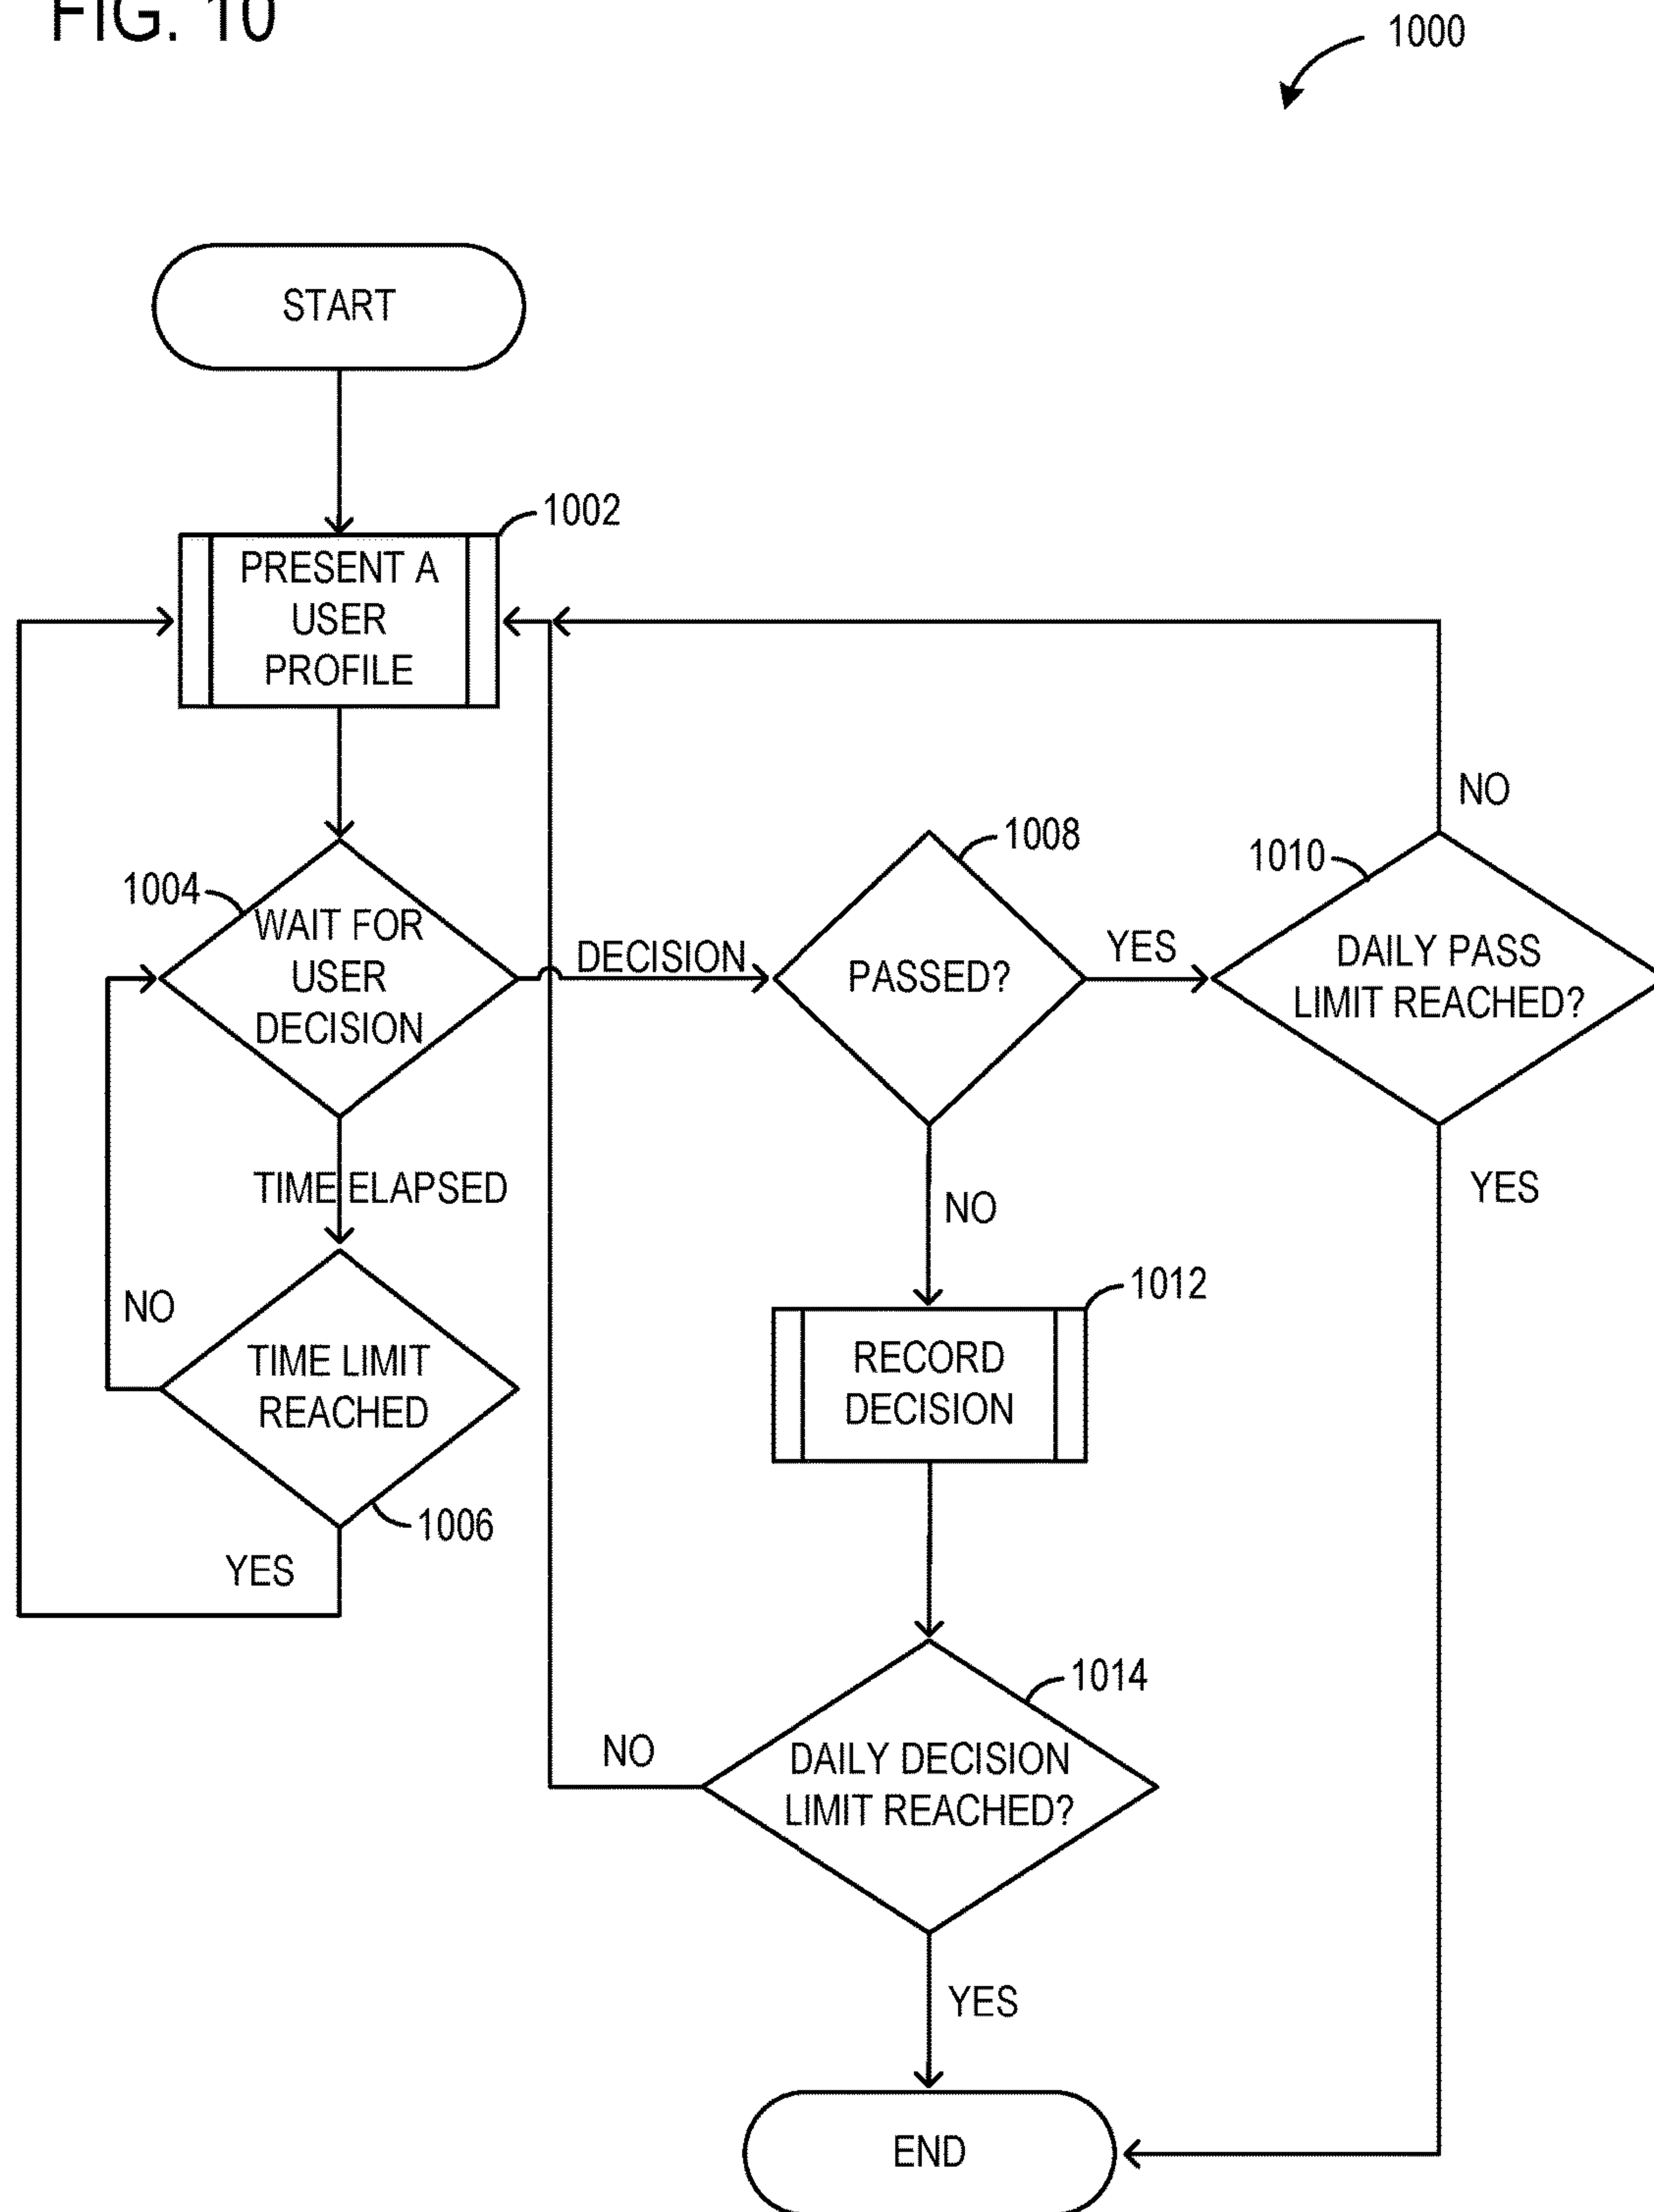 FIG. 10
1000
START
1002
PRESENT A
USER
PROFILE
NO
1008
1010
1004
WAIT FOR
USER
DECISION
DECISION
PASSED?
YES
DAILY PASS
LIMIT REACHED?
TIME ELAPSED
NO
YES
1012
NO
TIME LIMIT
REACHED
RECORD
DECISION
1006
YES
1014
NO
DAILY DECISION
LIMIT REACHED?
YES
END